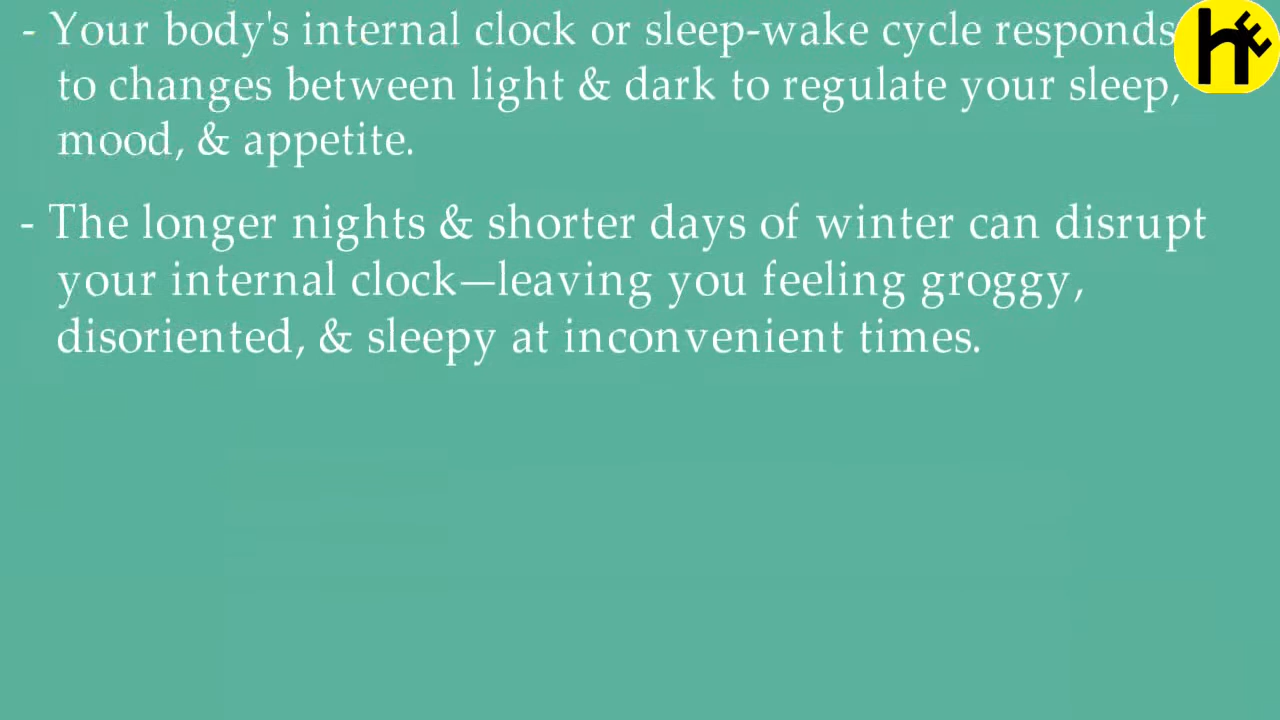 - Your body's internal clock or sleep-wake cycle responds
to changes between light & dark to regulate your sleep,
mood, & appetite.
- The longer nights & shorter days of winter can disrupt
your internal clock—leaving you feeling groggy,
disoriented, & sleepy at inconvenient times.
hE